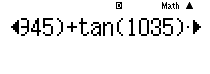 D Math ▲
◀945)+tan(1035)·▶